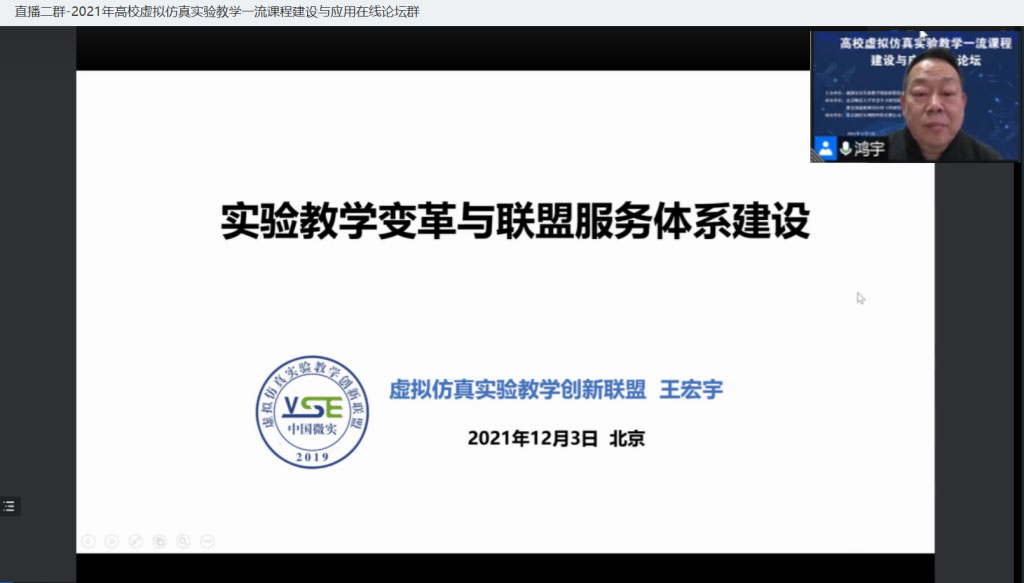 直播二群-2021年高校虚拟仿真实验教学一流课程建设与应用在线论坛群
高校虚拟仿真实验教学一流课程
建设与应 论坛
鸿宇
实验教学变革与联盟服务体系建设
虚拟仿真实验教学创新联盟
VSE
中国微实
2019
虚拟仿真实验教学创新联盟 王宏宇
2021年12月3日 北京